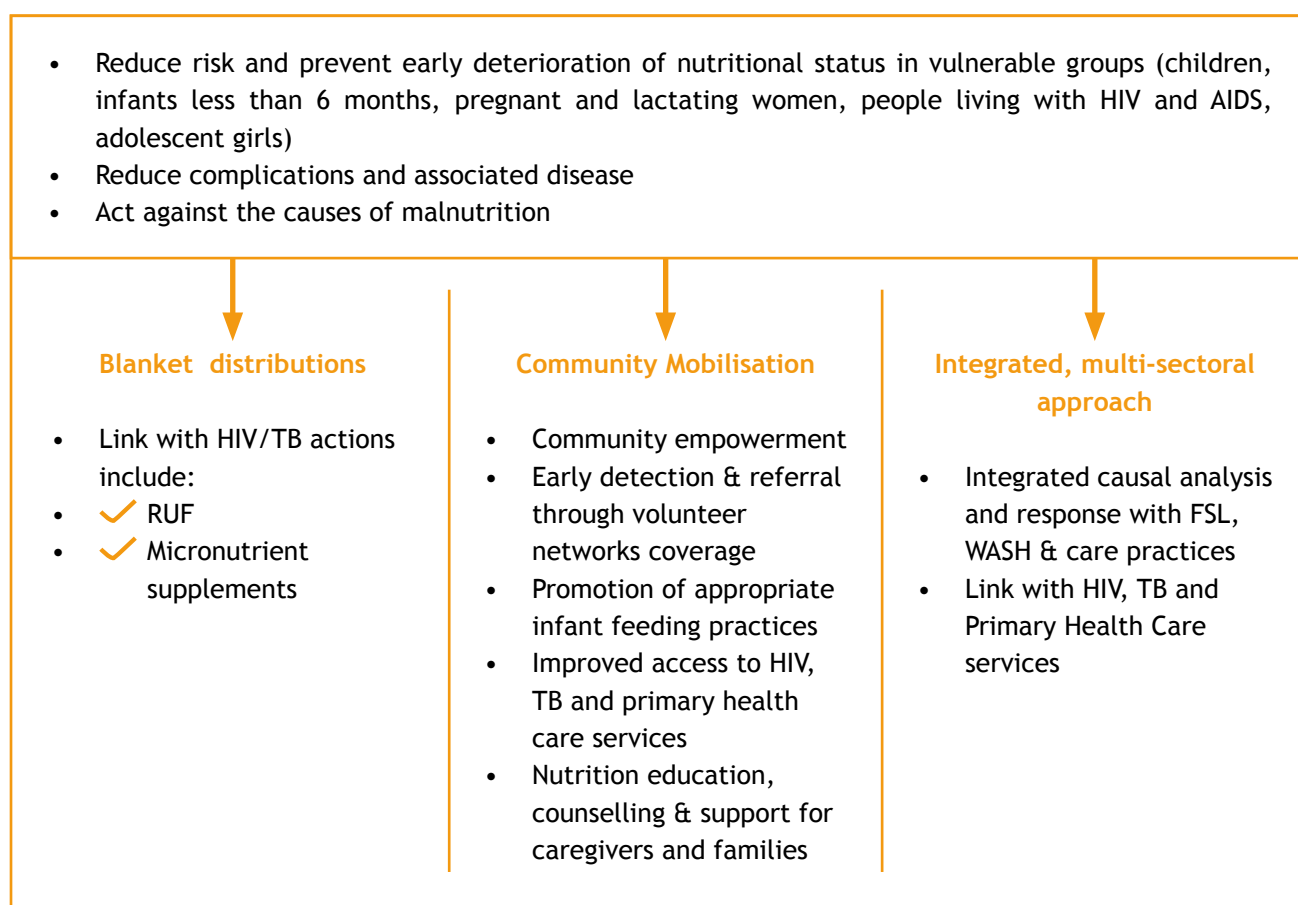 • Reduce risk and prevent early deterioration of nutritional status in vulnerable groups (children,
infants less than 6 months, pregnant and lactating women, people living with HIV and AIDS,
adolescent girls)
• Reduce complications and associated disease
• Act against the causes of malnutrition
Blanket distributions
• Link with HIV/TB actions
include:
• ✓ RUF
• ✓ Micronutrient
supplements
Community Mobilisation
• Community empowerment
• Early detection & referral
through volunteer
networks coverage
• Promotion of appropriate
infant feeding practices
• Improved access to HIV,
TB and primary health
care services
• Nutrition education,
counselling & support for
caregivers and families
Integrated, multi-sectoral
approach
• Integrated causal analysis
and response with FSL,
WASH & care practices
• Link with HIV, TB and
Primary Health Care
services